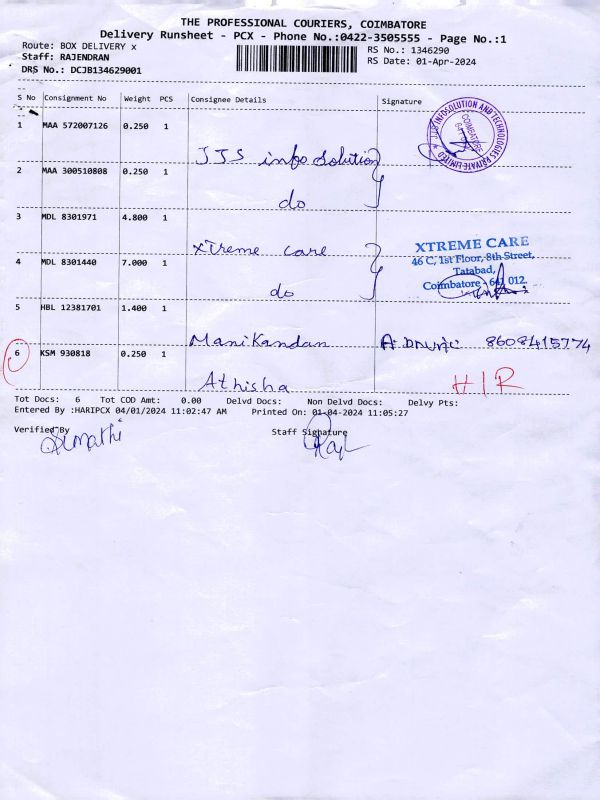 THE PROFESSIONAL COURIERS, COIMBATORE
Delivery Runsheet - PCX - Phone No.:0422-3505555 - Page No.:1
Route: BOX DELIVERY x
Staff: RAJENDRAN
DRS No.: DCJB134629001
RS No.: 1346290
RS Date: 01-Apr-2024
S No Consignment No Weight PCS Consignee Details Signature
1 MAA 572007126 0.250 1
JJS info Solution
2 MAA 300510808 0.250 1
do
3 MDL 8301971 4.800 1
xTreme care
4 MDL 8301440 7.000 1
do
XTREME CARE
46 C, 1st Floor, 8th Street,
Tatabad,
Coimbatore - 641 012.
5 HBL 12381701 1.400 1
Manikandan 8608415774
6 KSM 930818 0.250 1
Athisha H/R
Tot Docs: 6 Tot COD Amt: 0.00 Delvd Docs: Non Delvd Docs: Delvy Pts:
Entered By :HARIPCX 04/01/2024 11:02:47 AM Printed On: 01-04-2024 11:05:27
Verified By Staff Signature